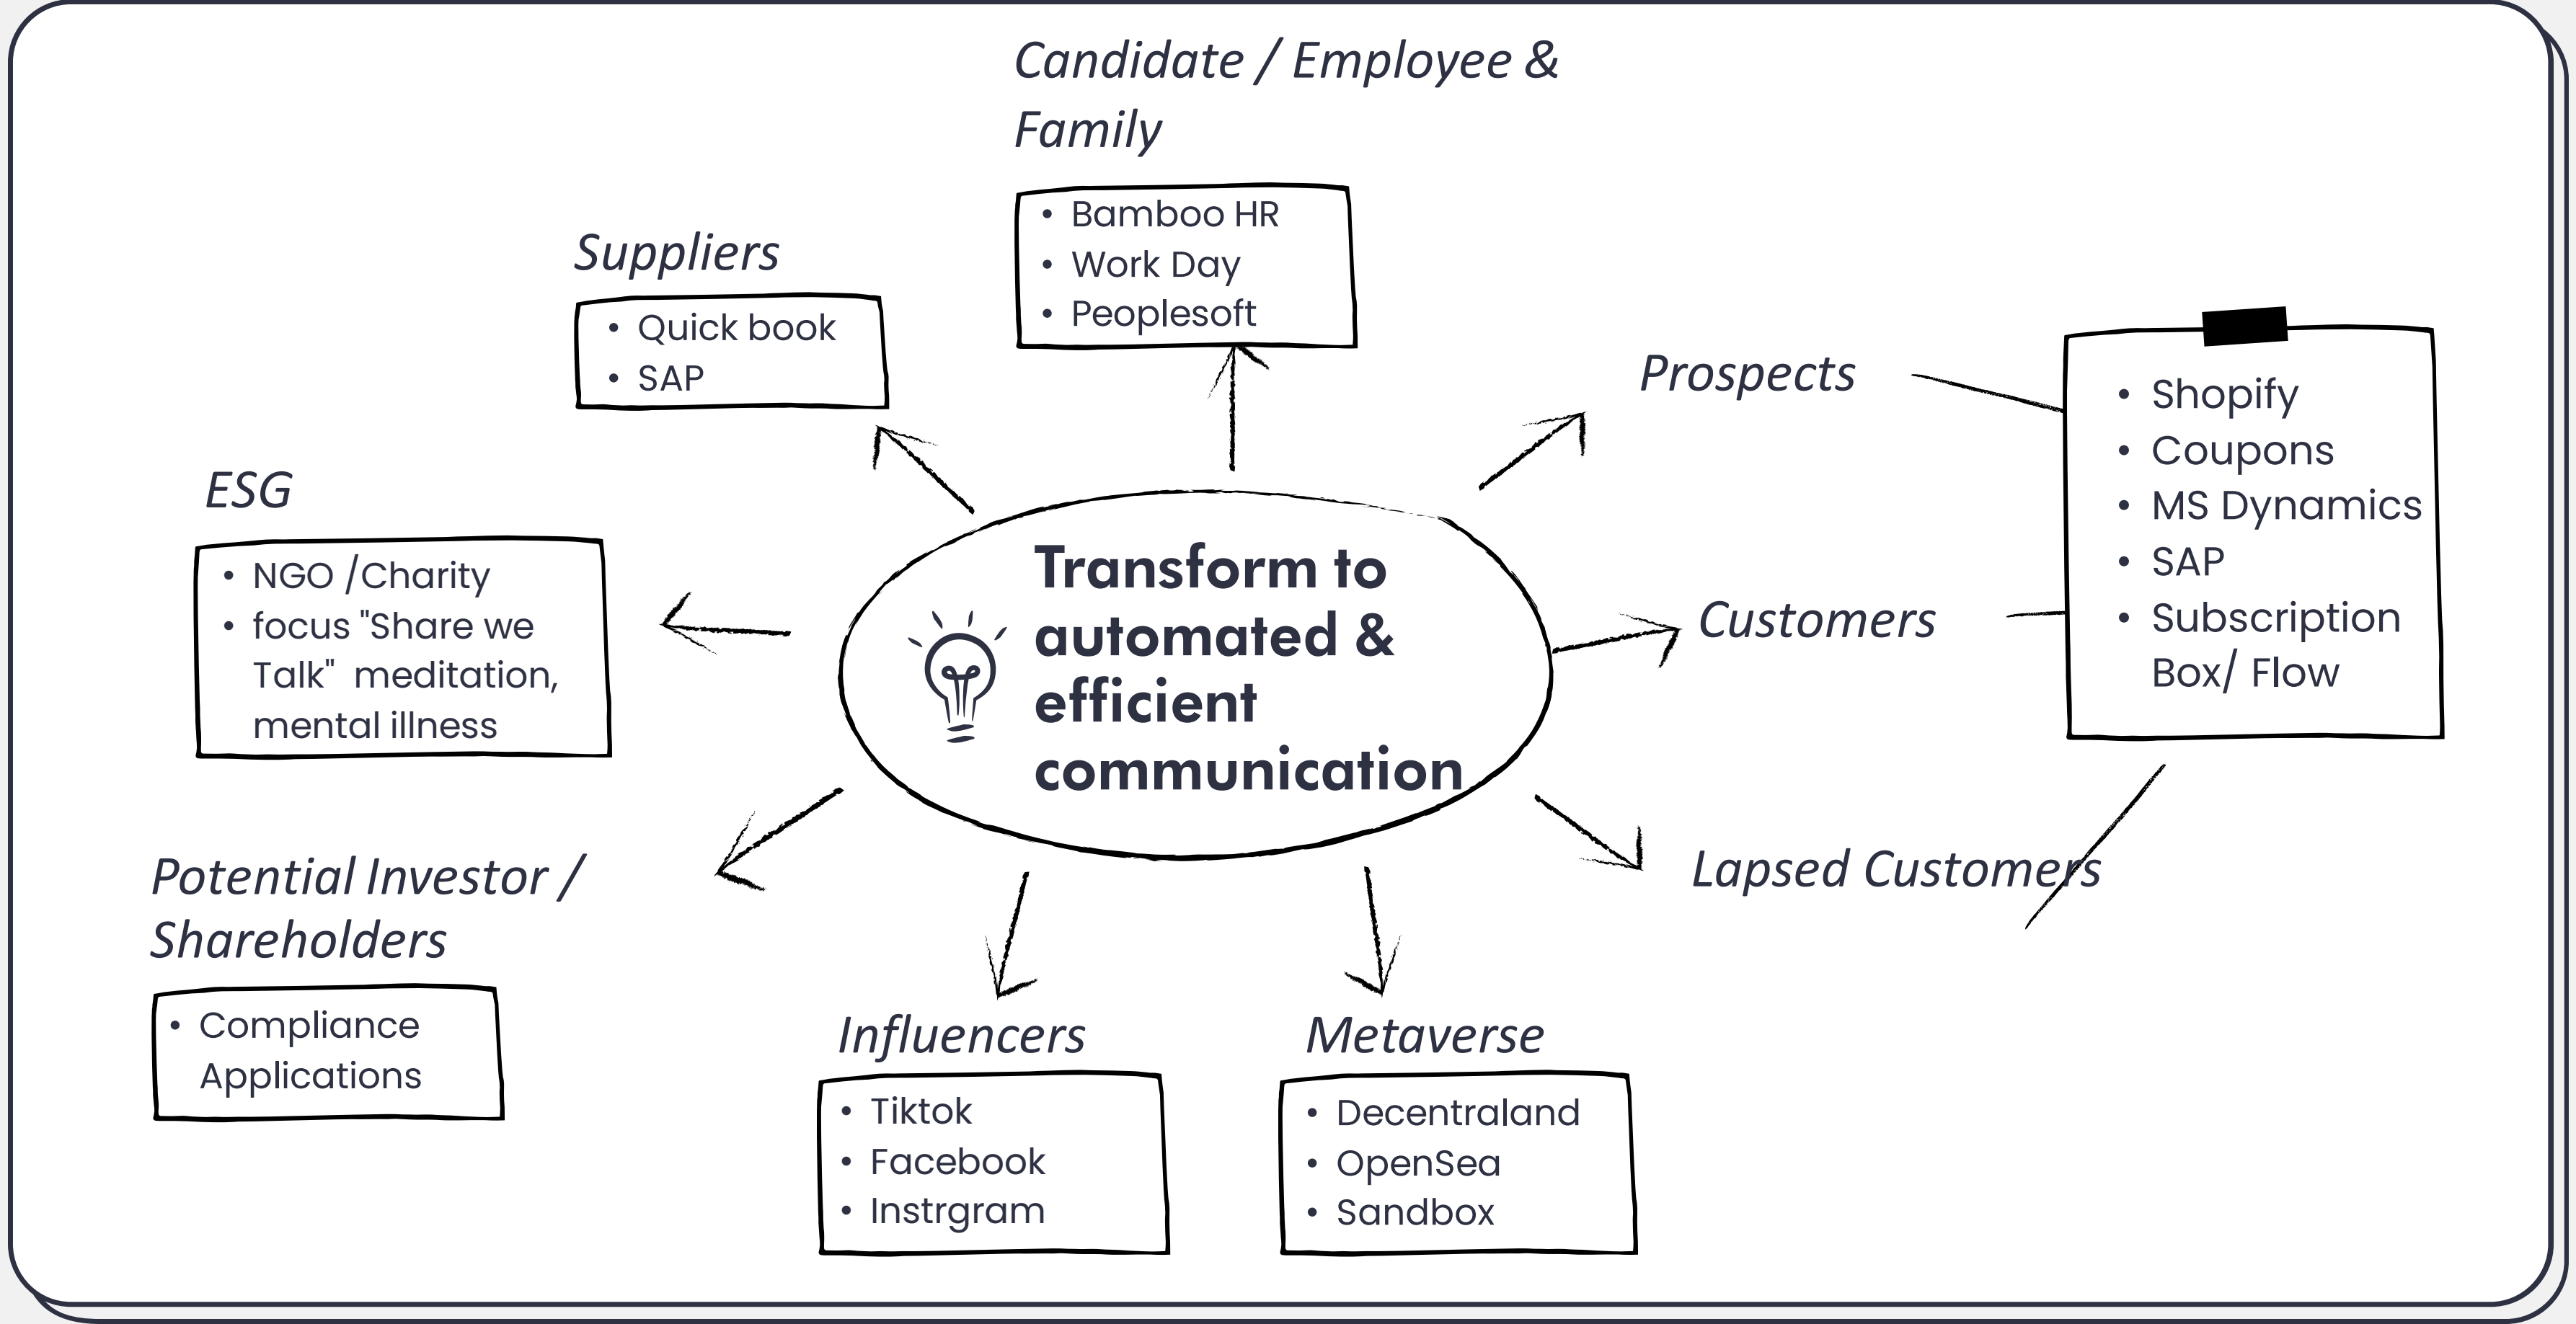 Candidate / Employee &
Family
• Bamboo HR
• Work Day
• Peoplesoft
Suppliers
• Quick book
• SAP
Prospects
• Shopify
• Coupons
• MS Dynamics
• SAP
• Subscription
Box/ Flow
ESG
• NGO /Charity
• focus "Share we
Talk" meditation,
mental illness
Transform to
automated &
efficient
communication
Customers
Lapsed Customers
Potential Investor /
Shareholders
• Compliance
Applications
Influencers
• Tiktok
• Facebook
• Instrgram
Metaverse
• Decentraland
• OpenSea
• Sandbox